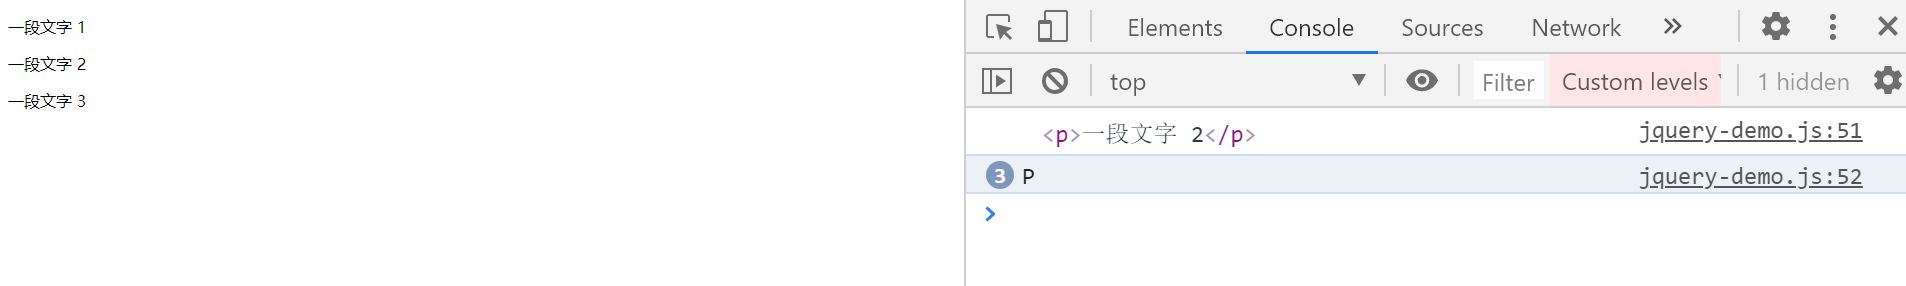 一段文字 1
一段文字 2
一段文字 3
Elements Console Sources Network
top Filter Custom levels 1 hidden
<p>一段文字 2</p> jquery-demo.js:51
3 P jquery-demo.js:52